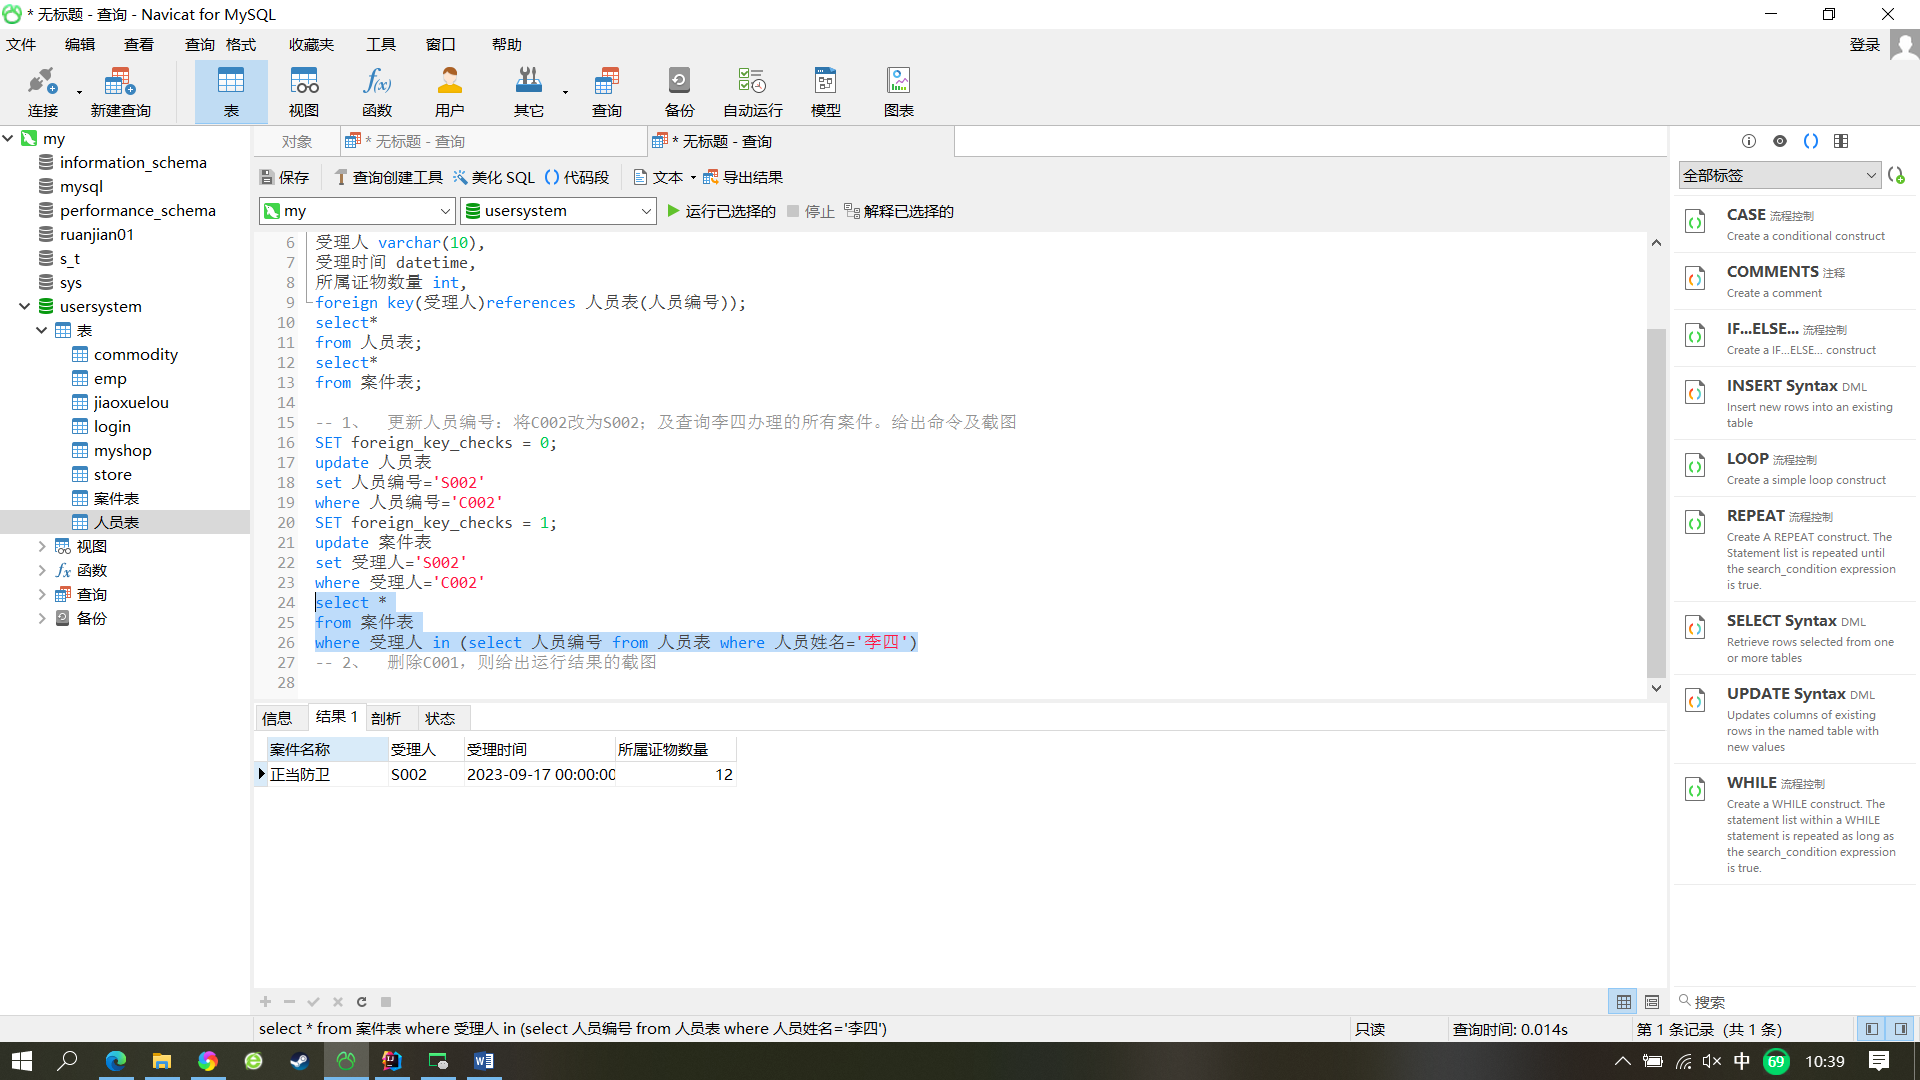 * 无标题 - 查询 - Navicat for MySQL
文件 编辑 查看 查询 格式 收藏夹 工具 窗口 帮助 登录
连接 新建查询 表 视图 函数 用户 其它 查询 备份 自动运行 模型 图表
my
information_schema
mysql
performance_schema
ruanjian01
s_t
sys
usersystem
表
commodity
emp
jiaoxuelou
login
myshop
store
案件表
人员表
视图
函数
查询
备份
对象 * 无标题 - 查询 * 无标题 - 查询
保存 查询创建工具 美化 SQL 代码段 文本 导出结果
my usersystem 运行已选择的 停止 解释已选择的
6 受理人 varchar(10),
7 受理时间 datetime,
8 所属证物数量 int,
9 foreign key(受理人)references 人员表(人员编号));
10 select*
11 from 人员表;
12 select*
13 from 案件表;
14
15 -- 1、 更新人员编号：将C002改为S002；及查询李四办理的所有案件。给出命令及截图
16 SET foreign_key_checks = 0;
17 update 人员表
18 set 人员编号='S002'
19 where 人员编号='C002'
20 SET foreign_key_checks = 1;
21 update 案件表
22 set 受理人='S002'
23 where 受理人='C002'
24 select *
25 from 案件表
26 where 受理人 in (select 人员编号 from 人员表 where 人员姓名='李四')
27 -- 2、 删除C001，则给出运行结果的截图
28
信息 结果 1 剖析 状态
案件名称 受理人 受理时间 所属证物数量
正当防卫 S002 2023-09-17 00:00:00 12
select * from 案件表 where 受理人 in (select 人员编号 from 人员表 where 人员姓名='李四')
只读
查询时间: 0.014s
第 1 条记录 (共 1 条)
全部标签
CASE 流程控制
Create a conditional construct
COMMENTS 注释
Create a comment
IF...ELSE... 流程控制
Create a IF...ELSE... construct
INSERT Syntax DML
Insert new rows into an existing
table
LOOP 流程控制
Create a simple loop construct
REPEAT 流程控制
Create A REPEAT construct. The
Statement list is repeated until
the search_condition expression
is true.
SELECT Syntax DML
Retrieve rows selected from one
or more tables
UPDATE Syntax DML
Updates columns of existing
rows in the named table with
new values
WHILE 流程控制
Create a WHILE construct. The
statement list within a WHILE
statement is repeated as long as
the search_condition expression
is true.
搜索
中 69 10:39